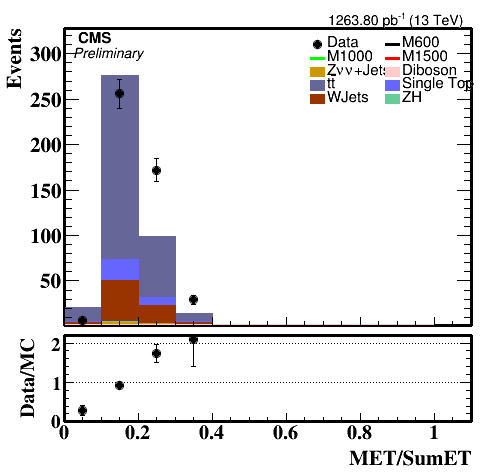 1263.80 pb⁻¹ (13 TeV)
CMS
Preliminary
Data
M600
M1000
M1500
Zνν+Jets
Diboson
tt
Single Top
WJets
ZH
Events
300
250
200
150
100
50
Data/MC
2
1
0
0 0.2 0.4 0.6 0.8 1
MET/SumET